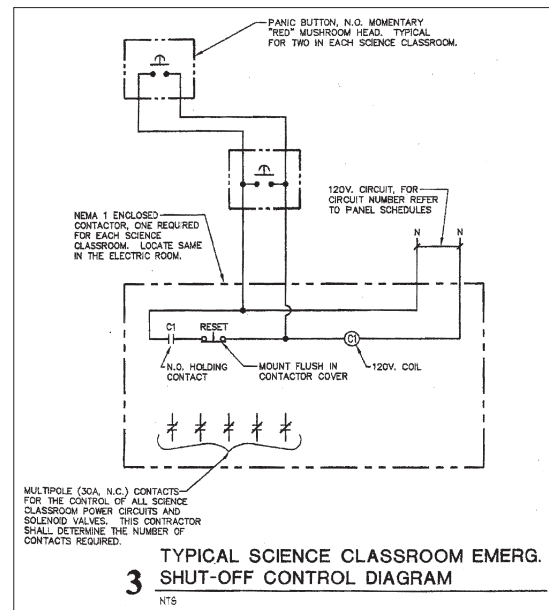 PANIC BUTTON, N.O. MOMENTARY
"RED" MUSHROOM HEAD. TYPICAL
FOR TWO IN EACH SCIENCE CLASSROOM.
120V. CIRCUIT, FOR
CIRCUIT NUMBER REFER
TO PANEL SCHEDULES
NEMA 1 ENCLOSED
CONTACTOR, ONE REQUIRED
FOR EACH SCIENCE
CLASSROOM. LOCATE SAME
IN THE ELECTRIC ROOM.
N N
C1 RESET
C1
N.O. HOLDING
CONTACT
MOUNT FLUSH IN
CONTACTOR COVER
120V. COIL
MULTIPOLE (30A, N.C.) CONTACTS
FOR THE CONTROL OF ALL SCIENCE
CLASSROOM POWER CIRCUITS AND
SOLENOID VALVES. THIS CONTRACTOR
SHALL DETERMINE THE NUMBER OF
CONTACTS REQUIRED.
3 TYPICAL SCIENCE CLASSROOM EMERG.
SHUT-OFF CONTROL DIAGRAM
NTS